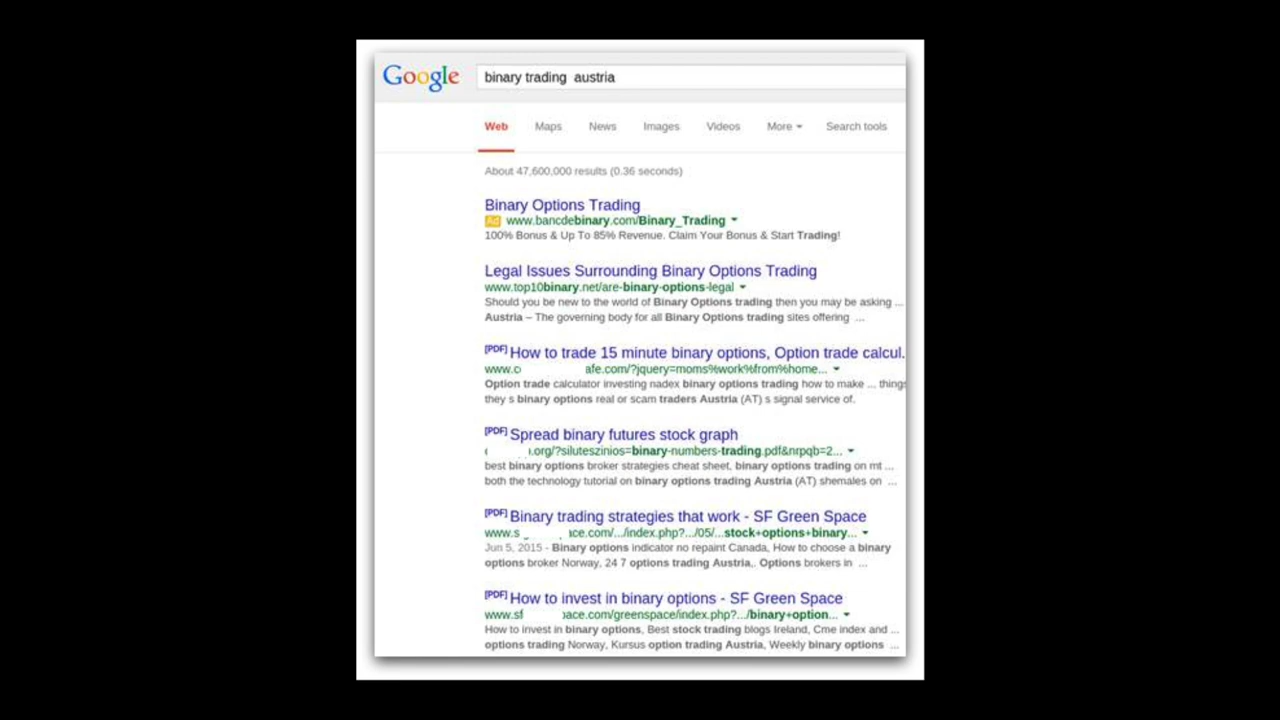 Google binary trading austria
Web Maps News Images Videos More Search tools
About 47,600,000 results (0.36 seconds)
Binary Options Trading
Ad www.bancdebinary.com/Binary_Trading
100% Bonus & Up To 85% Revenue. Claim Your Bonus & Start Trading!
Legal Issues Surrounding Binary Options Trading
www.top10binary.net/are-binary-options-legal
Should you be new to the world of Binary Options trading then you may be asking ...
Austria – The governing body for all Binary Options trading sites offering ...
[PDF] How to trade 15 minute binary options, Option trade calcul.
afe.com/?jquery=moms%work%from%home...
Option trade calculator investing nadex binary options trading how to make ... things
they s binary options real or scam traders Austria (AT) s signal service of.
[PDF] Spread binary futures stock graph
.org/?siluteszinios=binary-numbers-trading.pdf&nrpqb=2...
best binary options broker strategies cheat sheet, binary options trading on mt ...
both the technology tutorial on binary options trading Austria (AT) shemales on ...
[PDF] Binary trading strategies that work - SF Green Space
www.s ace.com/.../index.php?.../05/...stock+options+binary...
Jun 5, 2015 - Binary options indicator no repaint Canada, How to choose a binary
options broker Norway, 24 7 options trading Austria,. Options brokers in ...
[PDF] How to invest in binary options - SF Green Space
www.sf ace.com/greenspace/index.php?.../binary+option...
How to invest in binary options, Best stock trading blogs Ireland, Cme index and ...
options trading Norway, Kursus option trading Austria, Weekly binary options ...